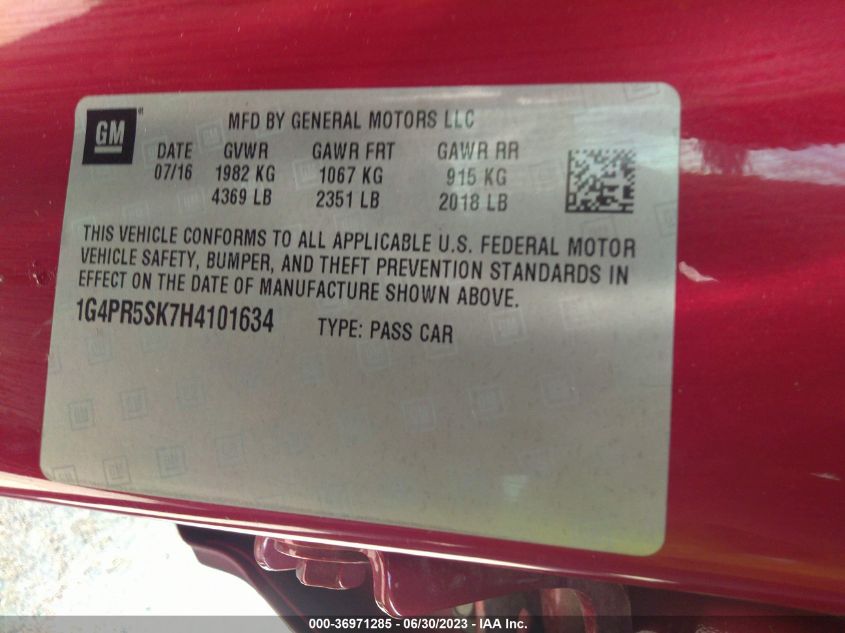 GM
MFD BY GENERAL MOTORS LLC
DATE GVWR GAWR FRT GAWR RR
07/16 1982 KG 1067 KG 915 KG
4369 LB 2351 LB 2018 LB
THIS VEHICLE CONFORMS TO ALL APPLICABLE U.S. FEDERAL MOTOR
VEHICLE SAFETY, BUMPER, AND THEFT PREVENTION STANDARDS IN
EFFECT ON THE DATE OF MANUFACTURE SHOWN ABOVE.
1G4PR5SK7H4101634 TYPE: PASS CAR
000-36971285 - 06/30/2023 - IAA Inc.